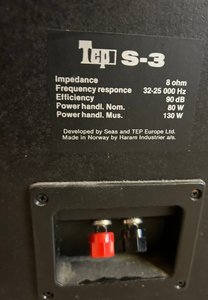 Tep S-3
Impedance 8 ohm
Frequency responce 32-25 000 Hz
Efficiency 90 dB
Power handl. Nom. 80 W
Power handl. Mus. 130 W
Developed by Seas and TEP Europe Ltd.
Made in Norway by Haram Industrier a/s.